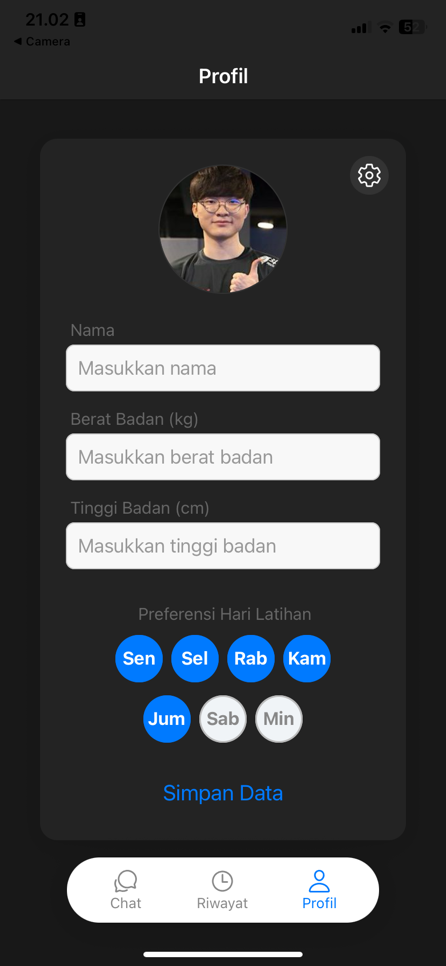 21.02
◀ Camera
Profil
Nama
Masukkan nama
Berat Badan (kg)
Masukkan berat badan
Tinggi Badan (cm)
Masukkan tinggi badan
Preferensi Hari Latihan
Sen Sel Rab Kam
Jum Sab Min
Simpan Data
Chat Riwayat Profil